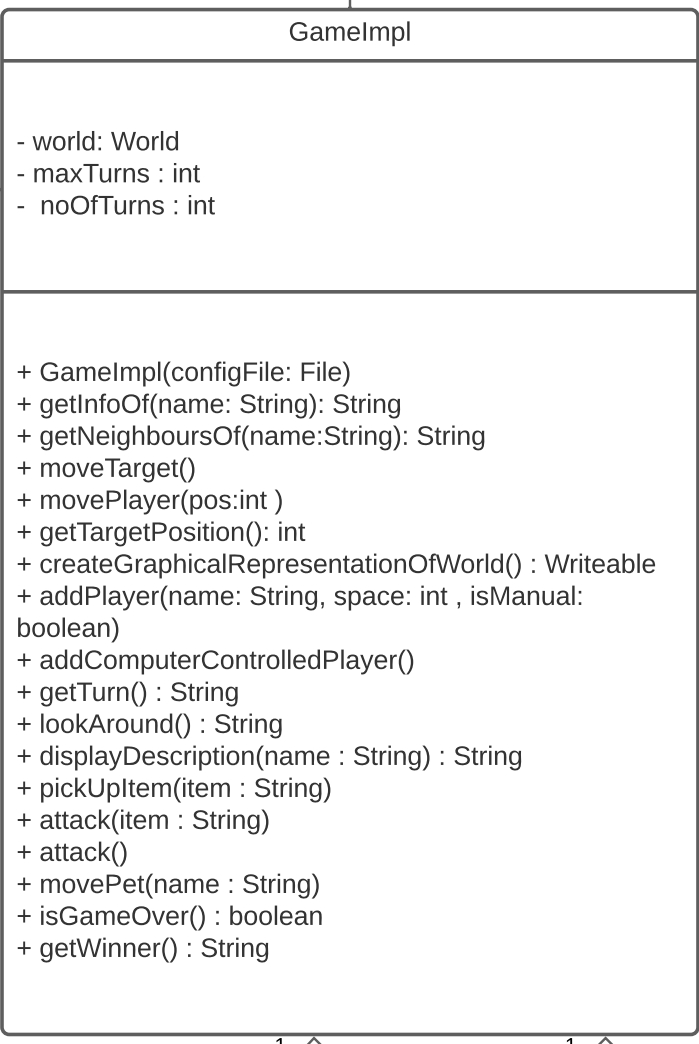 GameImpl
- world: World
- maxTurns : int
-  noOfTurns : int
+ GameImpl(configFile: File)
+ getInfoOf(name: String): String
+ getNeighboursOf(name:String): String
+ moveTarget()
+ movePlayer(pos:int )
+ getTargetPosition(): int
+ createGraphicalRepresentationOfWorld() : Writeable
+ addPlayer(name: String, space: int , isManual:
boolean)
+ addComputerControlledPlayer()
+ getTurn() : String
+ lookAround() : String
+ displayDescription(name : String) : String
+ pickUpItem(item : String)
+ attack(item : String)
+ attack()
+ movePet(name : String)
+ isGameOver() : boolean
+ getWinner() : String
1 1